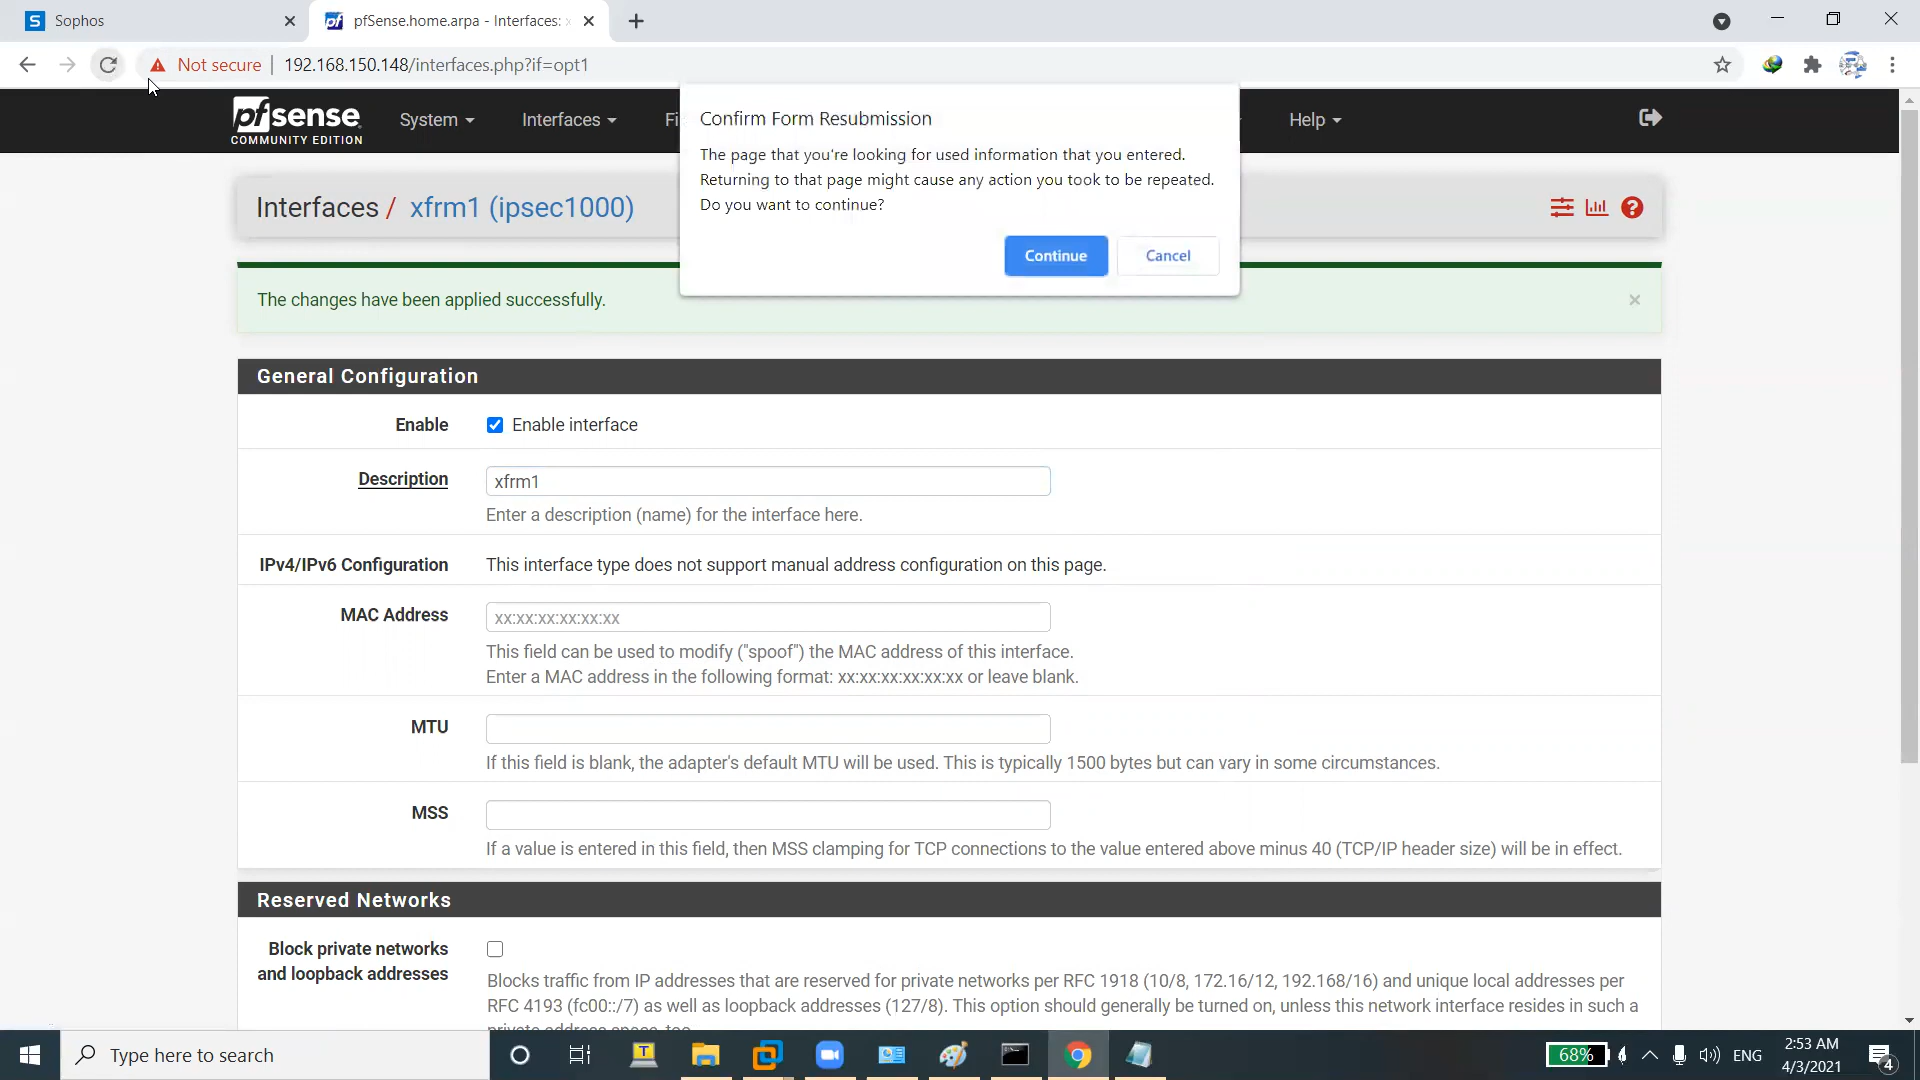 Sophos
pfSense.home.arpa - Interfaces: x
Not secure
192.168.150.148/interfaces.php?if=opt1
pfsense
COMMUNITY EDITION
System
Interfaces
Fi
Help
Confirm Form Resubmission
The page that you're looking for used information that you entered.
Returning to that page might cause any action you took to be repeated.
Do you want to continue?
Continue
Cancel
Interfaces / xfrm1 (ipsec1000)
The changes have been applied successfully.
General Configuration
Enable
Enable interface
Description
xfrm1
Enter a description (name) for the interface here.
IPv4/IPv6 Configuration
This interface type does not support manual address configuration on this page.
MAC Address
xx:xx:xx:xx:xx:xx
This field can be used to modify ("spoof") the MAC address of this interface.
Enter a MAC address in the following format: xx:xx:xx:xx:xx:xx or leave blank.
MTU
If this field is blank, the adapter's default MTU will be used. This is typically 1500 bytes but can vary in some circumstances.
MSS
If a value is entered in this field, then MSS clamping for TCP connections to the value entered above minus 40 (TCP/IP header size) will be in effect.
Reserved Networks
Block private networks
and loopback addresses
Blocks traffic from IP addresses that are reserved for private networks per RFC 1918 (10/8, 172.16/12, 192.168/16) and unique local addresses per
RFC 4193 (fc00::/7) as well as loopback addresses (127/8). This option should generally be turned on, unless this network interface resides in such a
private address space, too.
Type here to search
68%
ENG
2:53 AM
4/3/2021
4